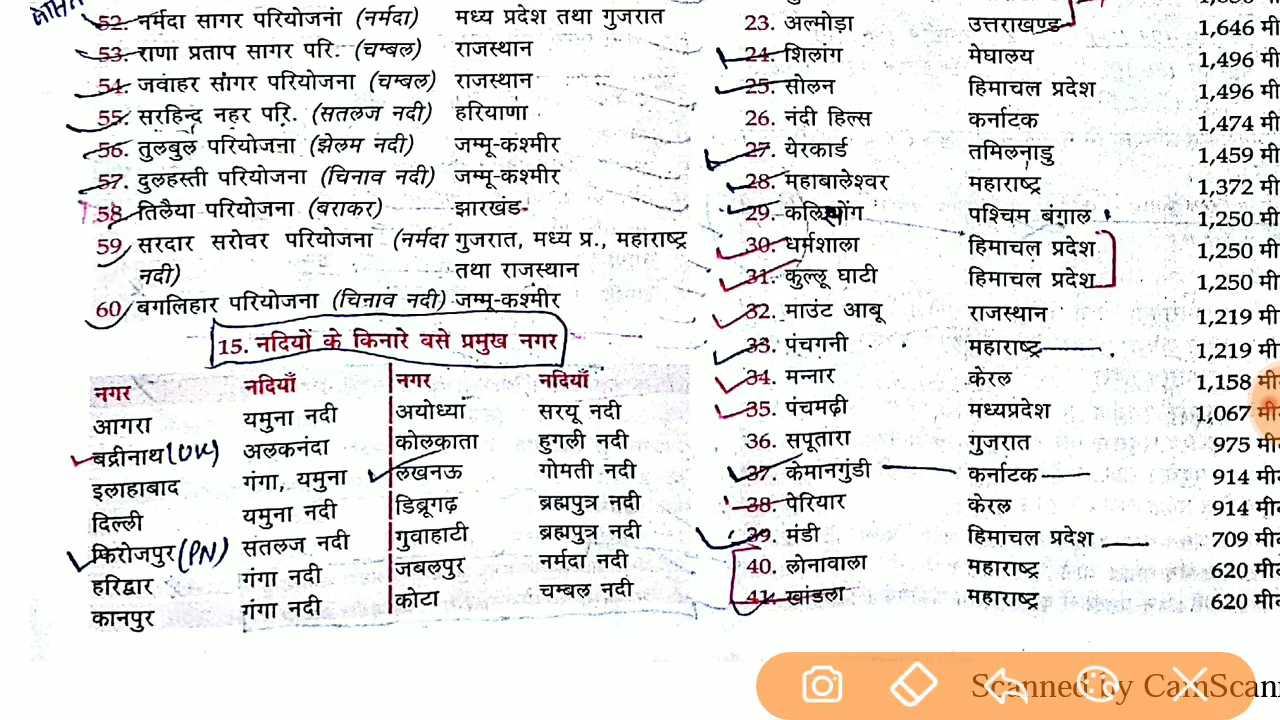 52. नर्मदा सागर परियोजना (नर्मदा) मध्य प्रदेश तथा गुजरात
53. राणा प्रताप सागर परि. (चम्बल) राजस्थान
54. जवाहर सागर परियोजना (चम्बल) राजस्थान
55. सरहिन्द नहर परि. (सतलज नदी) हरियाणा
56. तुलबुल परियोजना (झेलम नदी) जम्मू-कश्मीर
57. दुलहस्ती परियोजना (चिनाव नदी) जम्मू-कश्मीर
58. तिलैया परियोजना (बराकर) झारखंड
59. सरदार सरोवर परियोजना (नर्मदा गुजरात, मध्य प्र., महाराष्ट्र
नदी) तथा राजस्थान
60. बगलिहार परियोजना (चिनाव नदी) जम्मू-कश्मीर
15. नदियों के किनारे बसे प्रमुख नगर
नगर नदियाँ नगर नदियाँ
आगरा यमुना नदी अयोध्या सरयू नदी
बद्रीनाथ (UK) अलकनंदा कोलकाता हुगली नदी
इलाहाबाद गंगा, यमुना लखनऊ गोमती नदी
दिल्ली यमुना नदी डिब्रूगढ़ ब्रह्मपुत्र नदी
फिरोजपुर (PN) सतलज नदी गुवाहाटी ब्रह्मपुत्र नदी
हरिद्वार गंगा नदी जबलपुर नर्मदा नदी
कानपुर गंगा नदी कोटा चम्बल नदी
23. अल्मोड़ा उत्तराखण्ड 1,646 मी
24. शिलांग मेघालय 1,496 मी
25. सोलन हिमाचल प्रदेश 1,496 मी
26. नंदी हिल्स कर्नाटक 1,474 मी
27. येरकार्ड तमिलनाडु 1,459 मी
28. महाबालेश्वर महाराष्ट्र 1,372 मी
29. पश्चिम बंगाल 1,250 मी
30. धर्मशाला हिमाचल प्रदेश 1,250 मी
31. कुल्लू घाटी हिमाचल प्रदेश 1,250 मी
32. माउंट आबू राजस्थान 1,219 मी
33. पंचगनी महाराष्ट्र 1,219 मी
34. मन्नार केरल 1,158 मी
35. पंचमढ़ी मध्यप्रदेश 1,067 मी
36. सपूतारा गुजरात 975 मी
37. केमानगुंडी कर्नाटक 914 मी
38. पेरियार केरल 914 मी
39. मंडी हिमाचल प्रदेश 709 मी
40. लोनावाला महाराष्ट्र 620 मी
41. खांडला महाराष्ट्र 620 मी
Scanned by CamScan